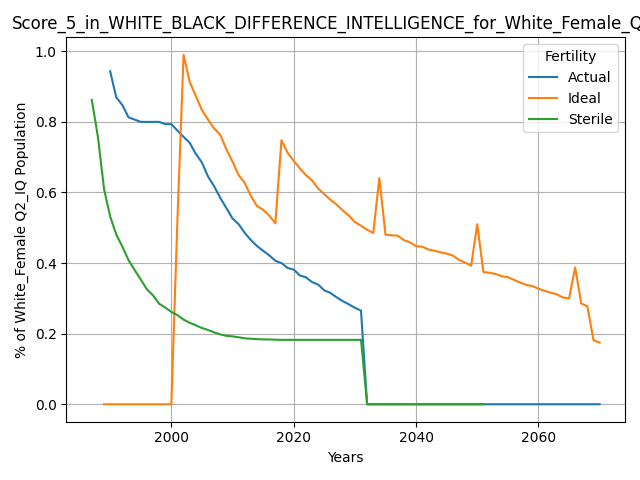 Score_5_in_WHITE_BLACK_DIFFERENCE_INTELLIGENCE_for_White_Female_Q
1.0
0.8
0.6
0.4
0.2
0.0
% of White_Female Q2_IQ Population
Fertility
Actual
Ideal
Sterile
2000
2020
2040
2060
Years